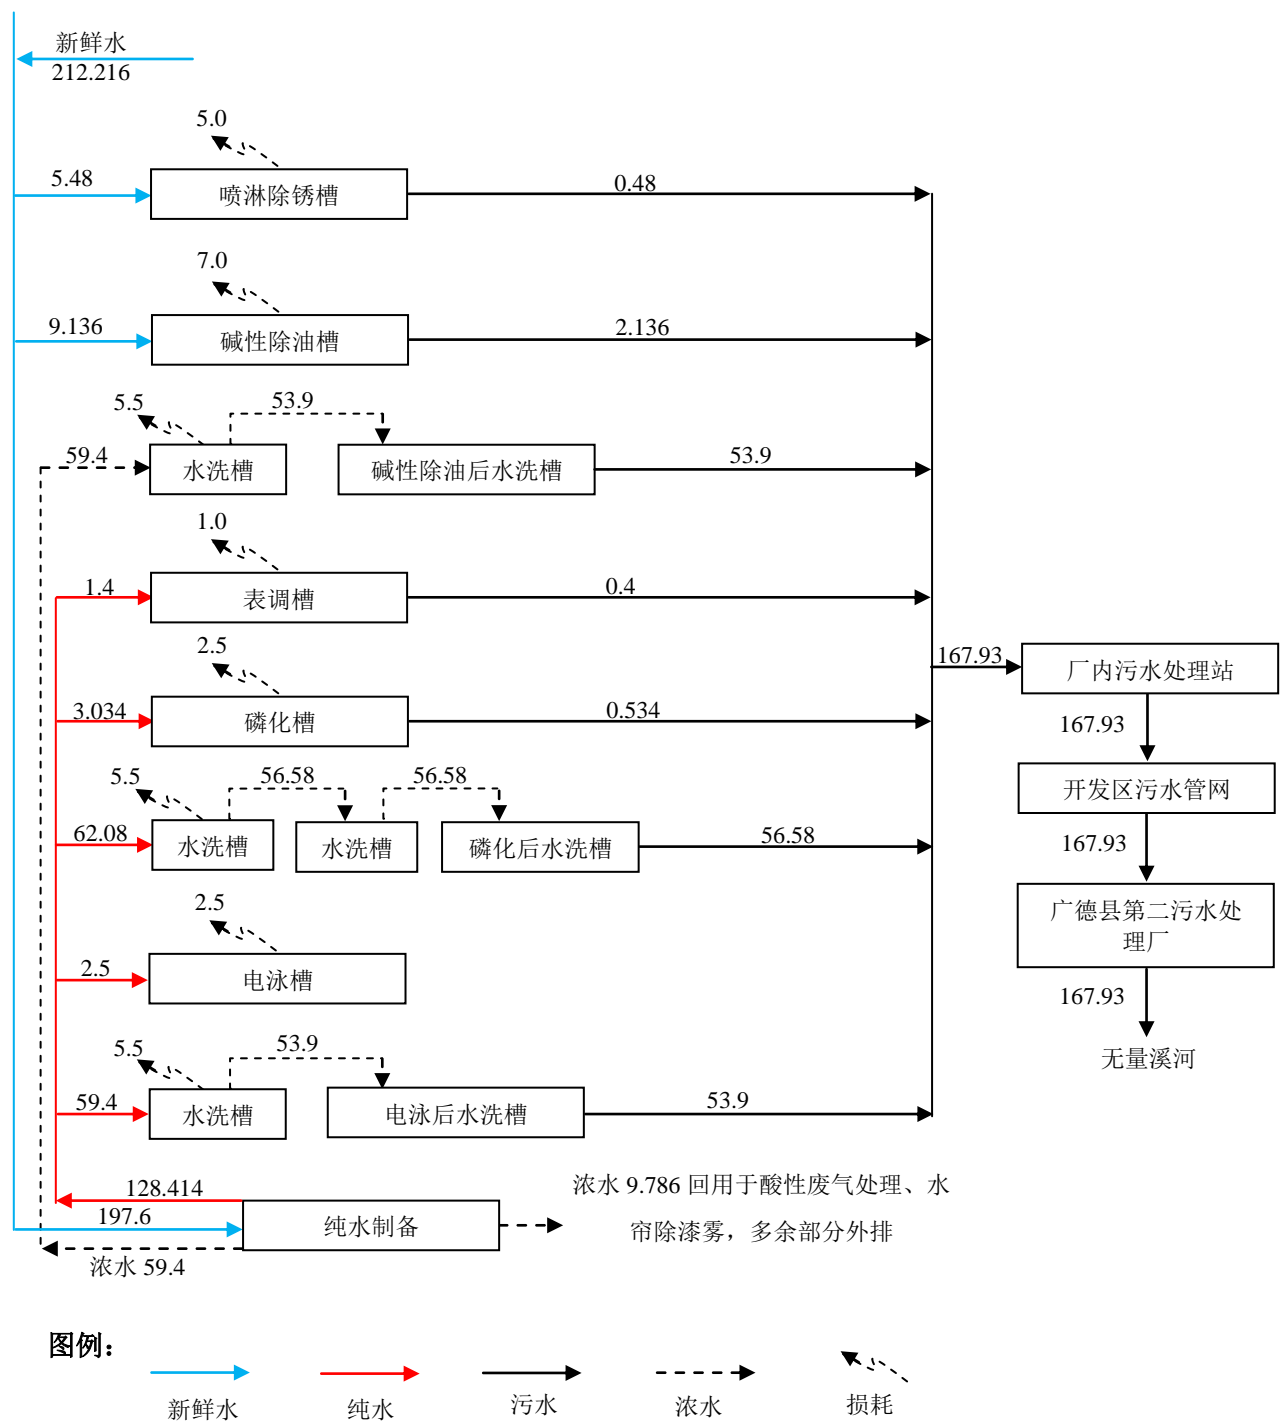 新鲜水
212.216
5.0
5.48
喷淋除锈槽
0.48
7.0
9.136
碱性除油槽
2.136
5.5
53.9
59.4
水洗槽
碱性除油后水洗槽
53.9
1.0
1.4
表调槽
0.4
2.5
3.034
磷化槽
0.534
167.93
厂内污水处理站
167.93
5.5
56.58
56.58
62.08
水洗槽
水洗槽
磷化后水洗槽
56.58
开发区污水管网
167.93
2.5
2.5
电泳槽
广德县第二污水处
理厂
167.93
无量溪河
5.5
53.9
59.4
水洗槽
电泳后水洗槽
53.9
128.414
197.6
纯水制备
浓水 59.4
浓水 9.786 回用于酸性废气处理、水
帘除漆雾，多余部分外排
图例：
新鲜水
纯水
污水
浓水
损耗